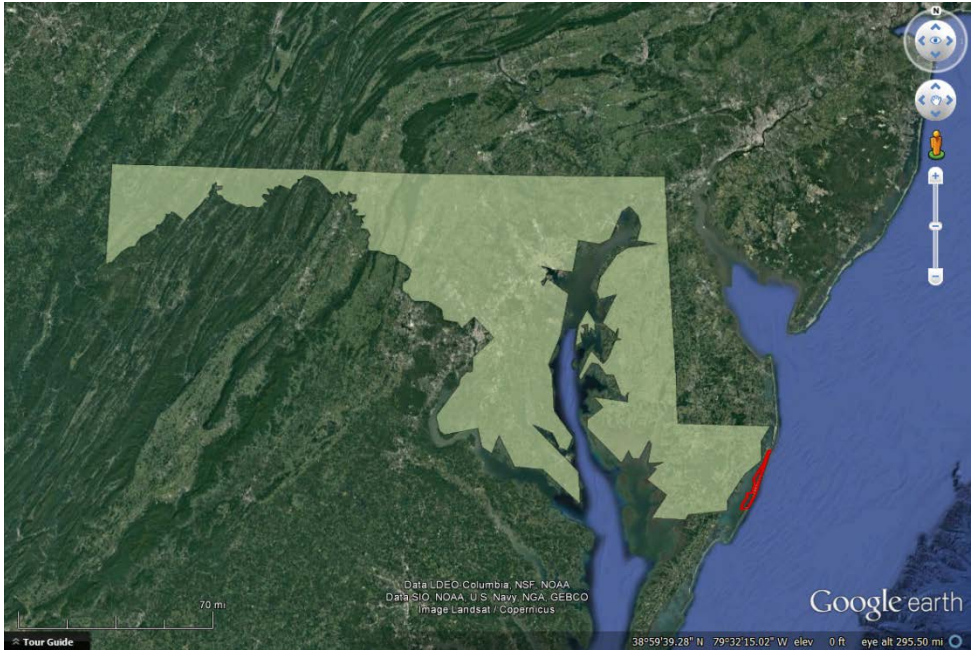 N
Data LDEO-Columbia, NSF, NOAA
Data SIO, NOAA, U.S. Navy, NGA, GEBCO
Image Landsat / Copernicus
70 mi
Google earth
Tour Guide
38°59'39.28" N 79°32'15.02" W elev 0 ft eye alt 295.50 mi